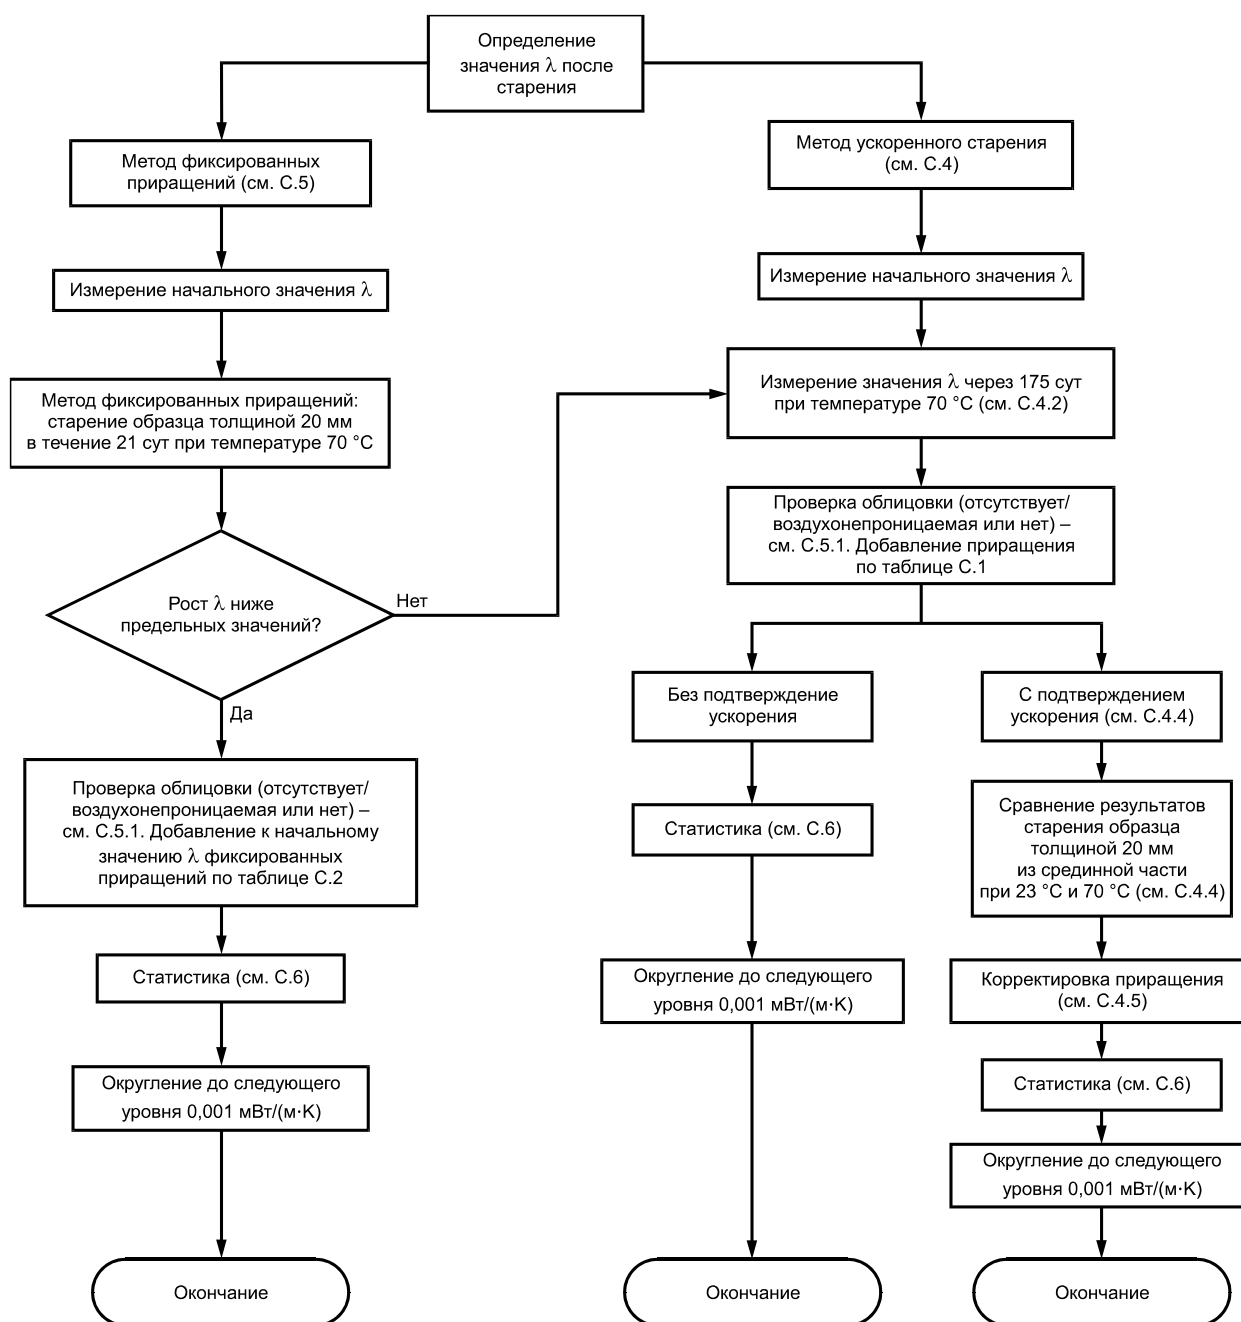 Определение
значения λ после
старения
Метод фиксированных
приращений (см. С.5)
Измерение начального значения λ
Метод фиксированных приращений:
старение образца толщиной 20 мм
в течение 21 сут при температуре 70 °С
Рост λ ниже
предельных значений?
Нет
Да
Проверка облицовки (отсутствует/
воздухонепроницаемая или нет) –
см. С.5.1. Добавление к начальному
значению λ фиксированных
приращений по таблице С.2
Статистика (см. С.6)
Округление до следующего
уровня 0,001 мВт/(м·K)
Окончание
Метод ускоренного старения
(см. С.4)
Измерение начального значения λ
Измерение значения λ через 175 сут
при температуре 70 °С (см. С.4.2)
Проверка облицовки (отсутствует/
воздухонепроницаемая или нет) –
см. С.5.1. Добавление приращения
по таблице С.1
Без подтверждение
ускорения
Статистика (см. С.6)
Округление до следующего
уровня 0,001 мВт/(м·K)
Окончание
С подтверждением
ускорения (см. С.4.4)
Сравнение результатов
старения образца
толщиной 20 мм
из срединной части
при 23 °С и 70 °С (см. С.4.4)
Корректировка приращения
(см. С.4.5)
Статистика (см. С.6)
Округление до следующего
уровня 0,001 мВт/(м·K)
Окончание